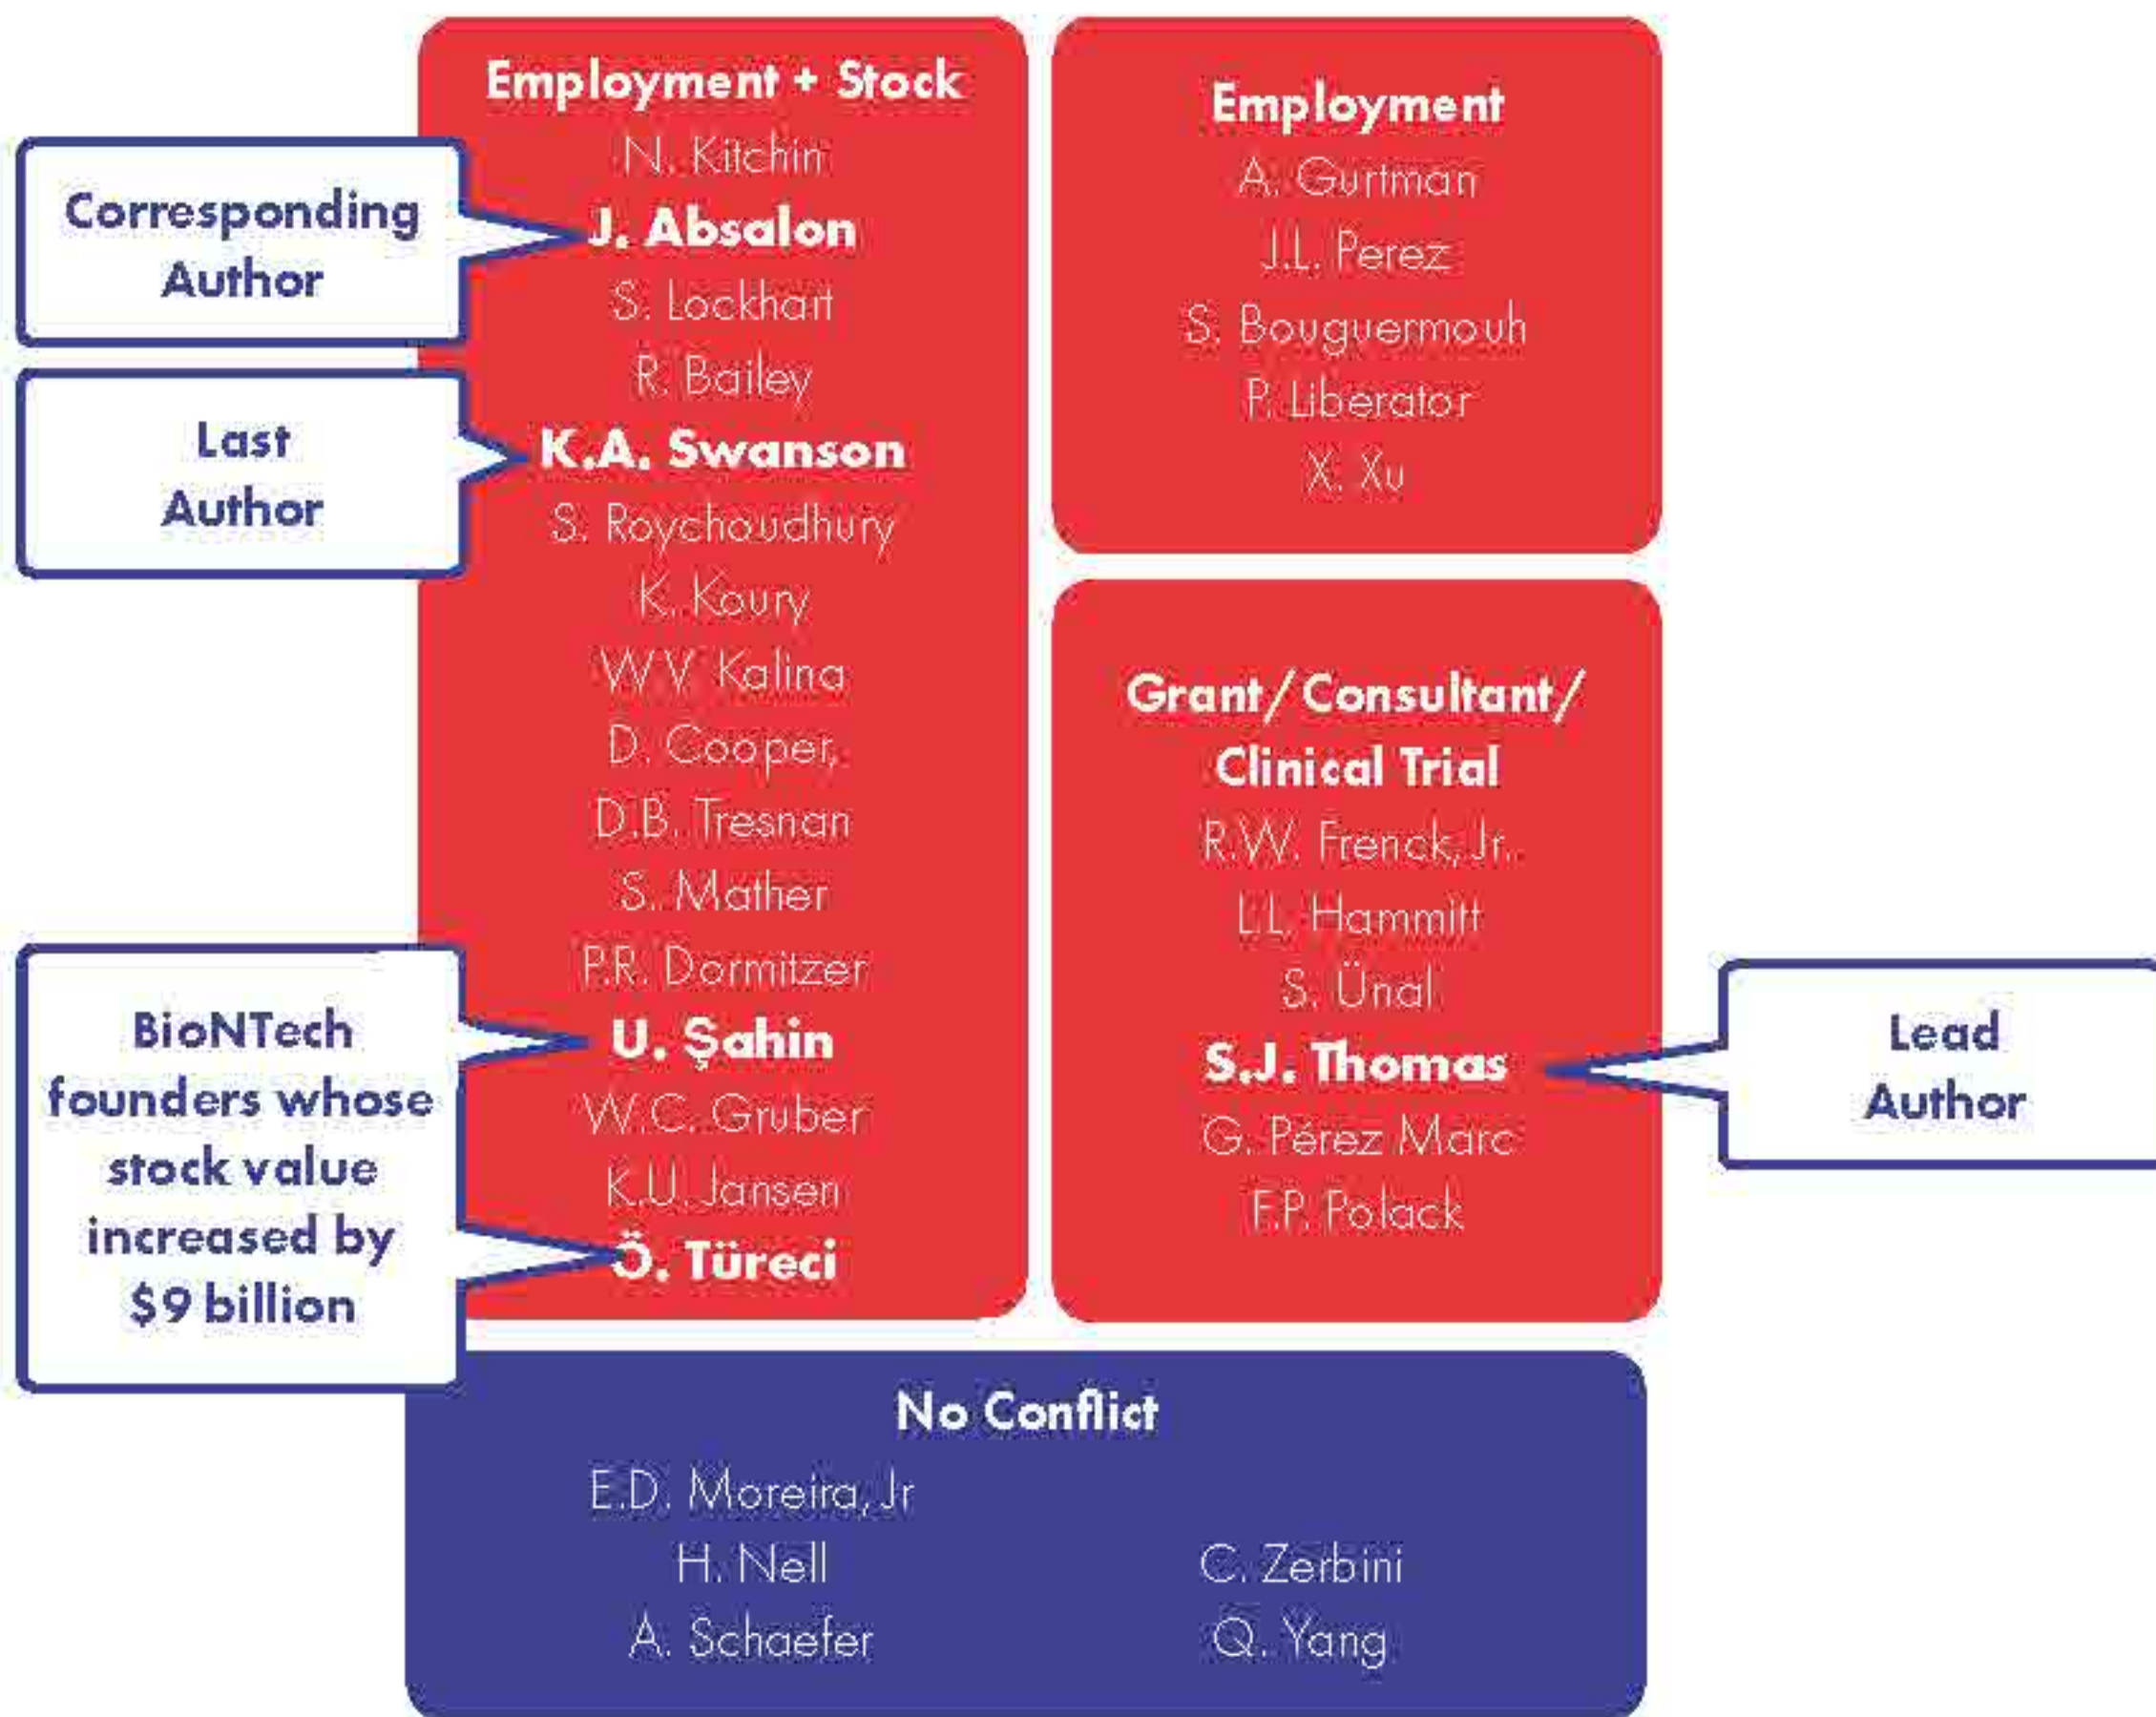 Employment + Stock
N. Kitchin
J. Absalon
S. Lockhart
R. Bailey
K.A. Swanson
S. Roychoudhury
K. Koury
W.V. Kalina
D. Cooper,
D.B. Tresnan
S. Mather
P.R. Dormitzer
U. Şahin
W.C. Gruber
K.U. Jansen
Ö. Türeci
Corresponding
Author
Last
Author
BioNTech
founders whose
stock value
increased by
$9 billion
Employment
A. Gurtman
J.L. Perez
S. Bouguermouh
P. Liberator
X. Xu
Grant/Consultant/
Clinical Trial
R.W. Frenck, Jr.
L.L. Hammitt
S. Ünal
S.J. Thomas
G. Pérez Marc
F.P. Polack
Lead
Author
No Conflict
E.D. Moreira, Jr
H. Nell
A. Schaefer
C. Zerbini
Q. Yang